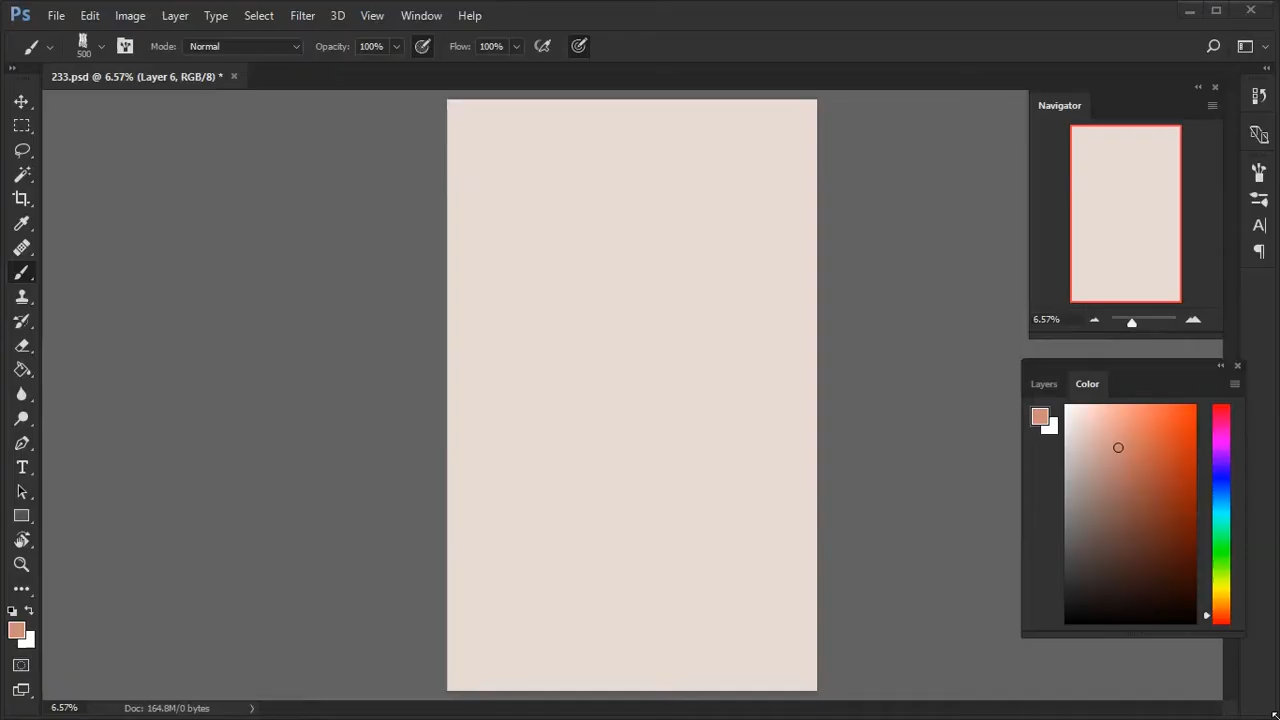 Ps File Edit Image Layer Type Select Filter 3D View Window Help
500 Mode: Normal Opacity: 100% Flow: 100%
233.psd @ 6.57% (Layer 6, RGB/8) *
Navigator
6.57%
Layers Color
6.57% Doc: 164.8M/0 bytes